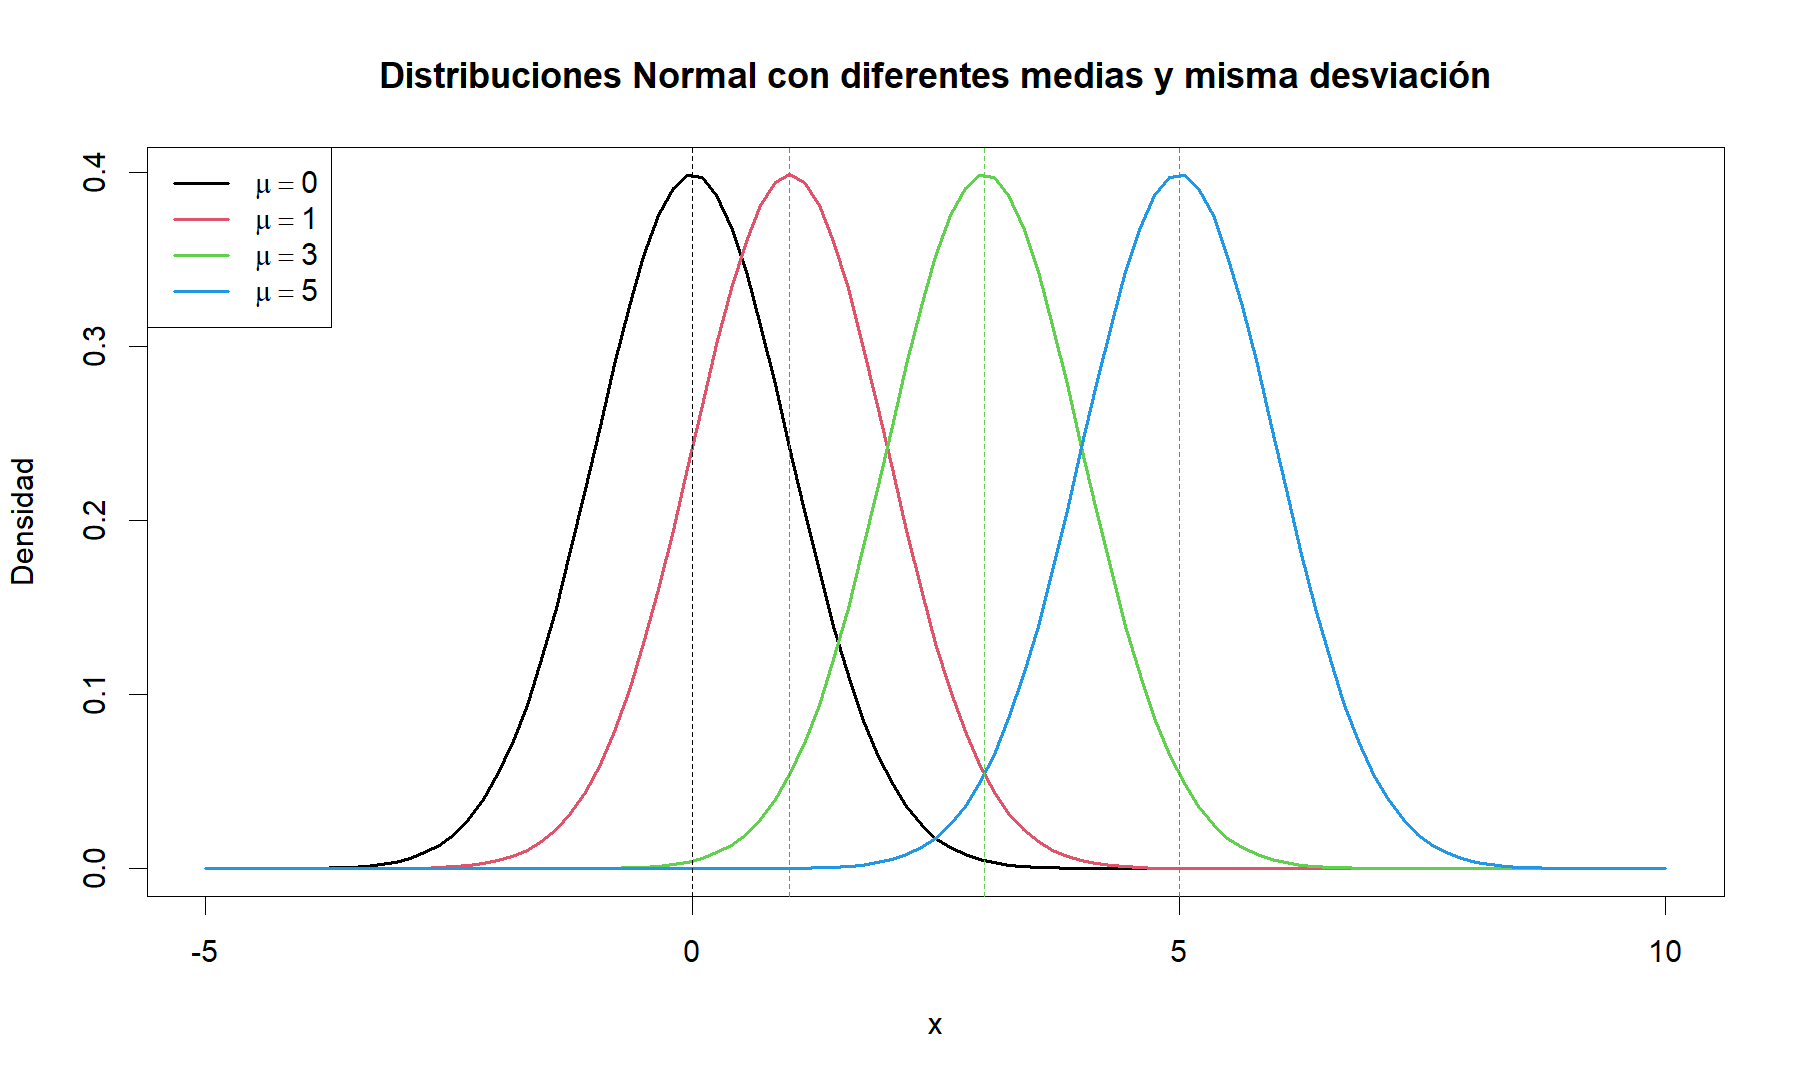 Distribuciones Normal con diferentes medias y misma desviación
μ = 0
μ = 1
μ = 3
μ = 5
Densidad
0.4
0.3
0.2
0.1
0.0
-5
0
5
10
x